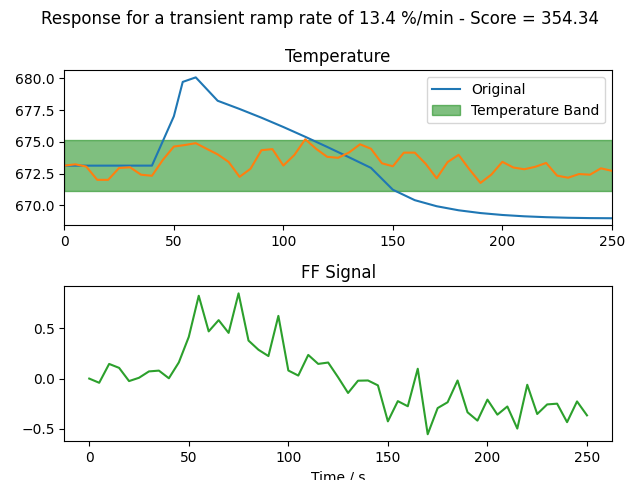 Response for a transient ramp rate of 13.4 %/min - Score = 354.34
Temperature
680.0
677.5
675.0
672.5
670.0
Original
Temperature Band
0 50 100 150 200 250
FF Signal
0.5
0.0
−0.5
0 50 100 150 200 250
Time / s